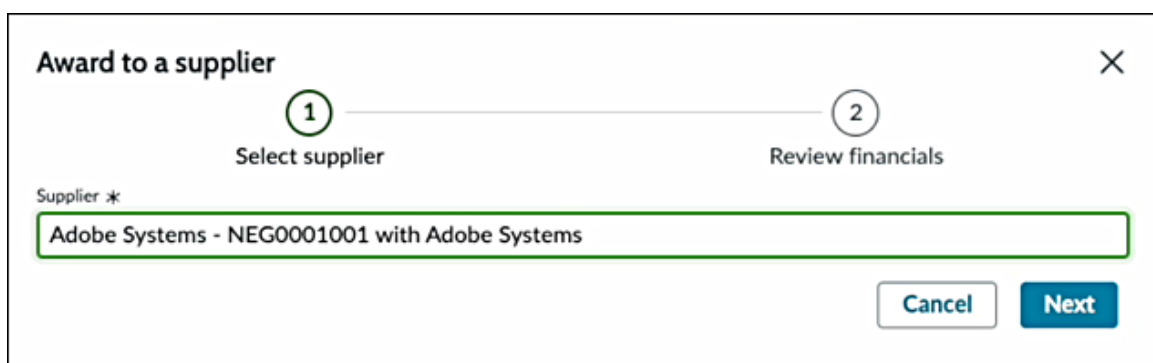 Award to a supplier
1
2
Select supplier
Review financials
Supplier *
Adobe Systems - NEG0001001 with Adobe Systems
Cancel
Next